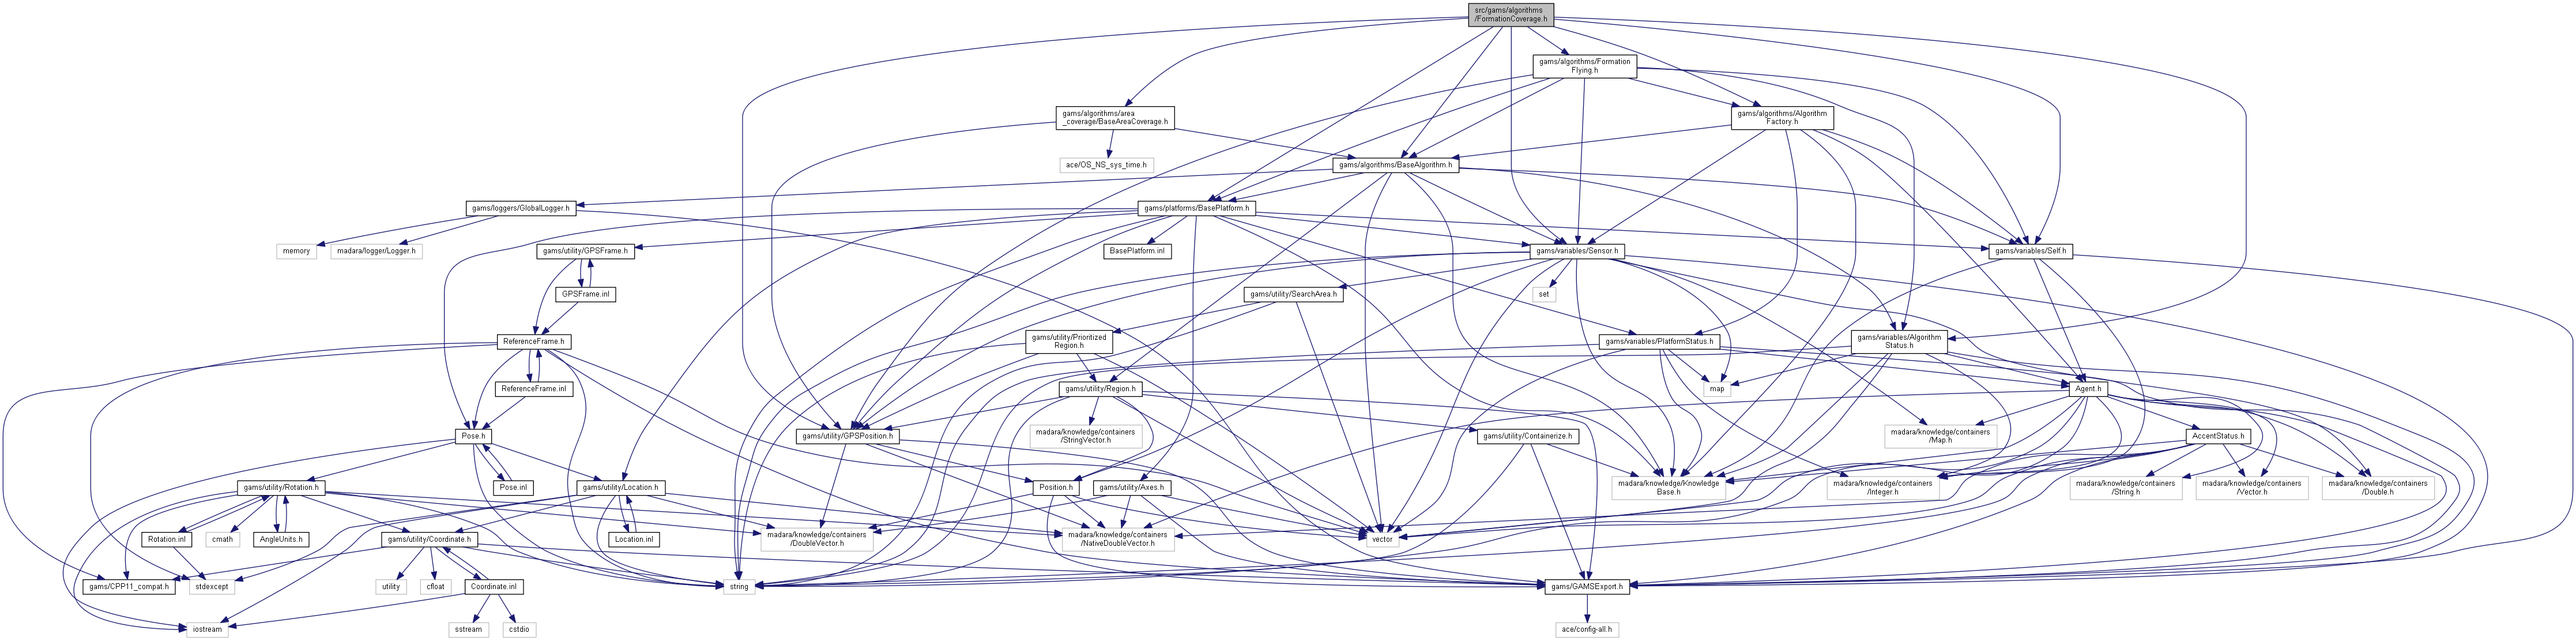 src/gams/algorithms
/FormationCoverage.h
gams/algorithms/Formation
Flying.h
gams/algorithms/area
_coverage/BaseAreaCoverage.h
gams/algorithms/Algorithm
Factory.h
ace/OS_NS_sys_time.h
gams/algorithms/BaseAlgorithm.h
gams/loggers/GlobalLogger.h
gams/platforms/BasePlatform.h
memory
madara/logger/Logger.h
gams/utility/GPSFrame.h
BasePlatform.inl
gams/variables/Sensor.h
gams/variables/Self.h
GPSFrame.inl
gams/utility/SearchArea.h
set
ReferenceFrame.h
gams/utility/Prioritized
Region.h
gams/variables/PlatformStatus.h
gams/variables/Algorithm
Status.h
ReferenceFrame.inl
gams/utility/Region.h
map
Agent.h
Pose.h
gams/utility/GPSPosition.h
madara/knowledge/containers
/StringVector.h
gams/utility/Containerize.h
madara/knowledge/containers
/Map.h
AccentStatus.h
gams/utility/Rotation.h
Pose.inl
gams/utility/Location.h
Position.h
gams/utility/Axes.h
madara/knowledge/Knowledge
Base.h
madara/knowledge/containers
/Integer.h
madara/knowledge/containers
/String.h
madara/knowledge/containers
/Vector.h
madara/knowledge/containers
/Double.h
Rotation.inl
cmath
AngleUnits.h
gams/utility/Coordinate.h
Location.inl
madara/knowledge/containers
/DoubleVector.h
madara/knowledge/containers
/NativeDoubleVector.h
vector
gams/CPP11_compat.h
stdexcept
utility
cfloat
Coordinate.inl
string
gams/GAMSExport.h
iostream
sstream
cstdio
ace/config-all.h